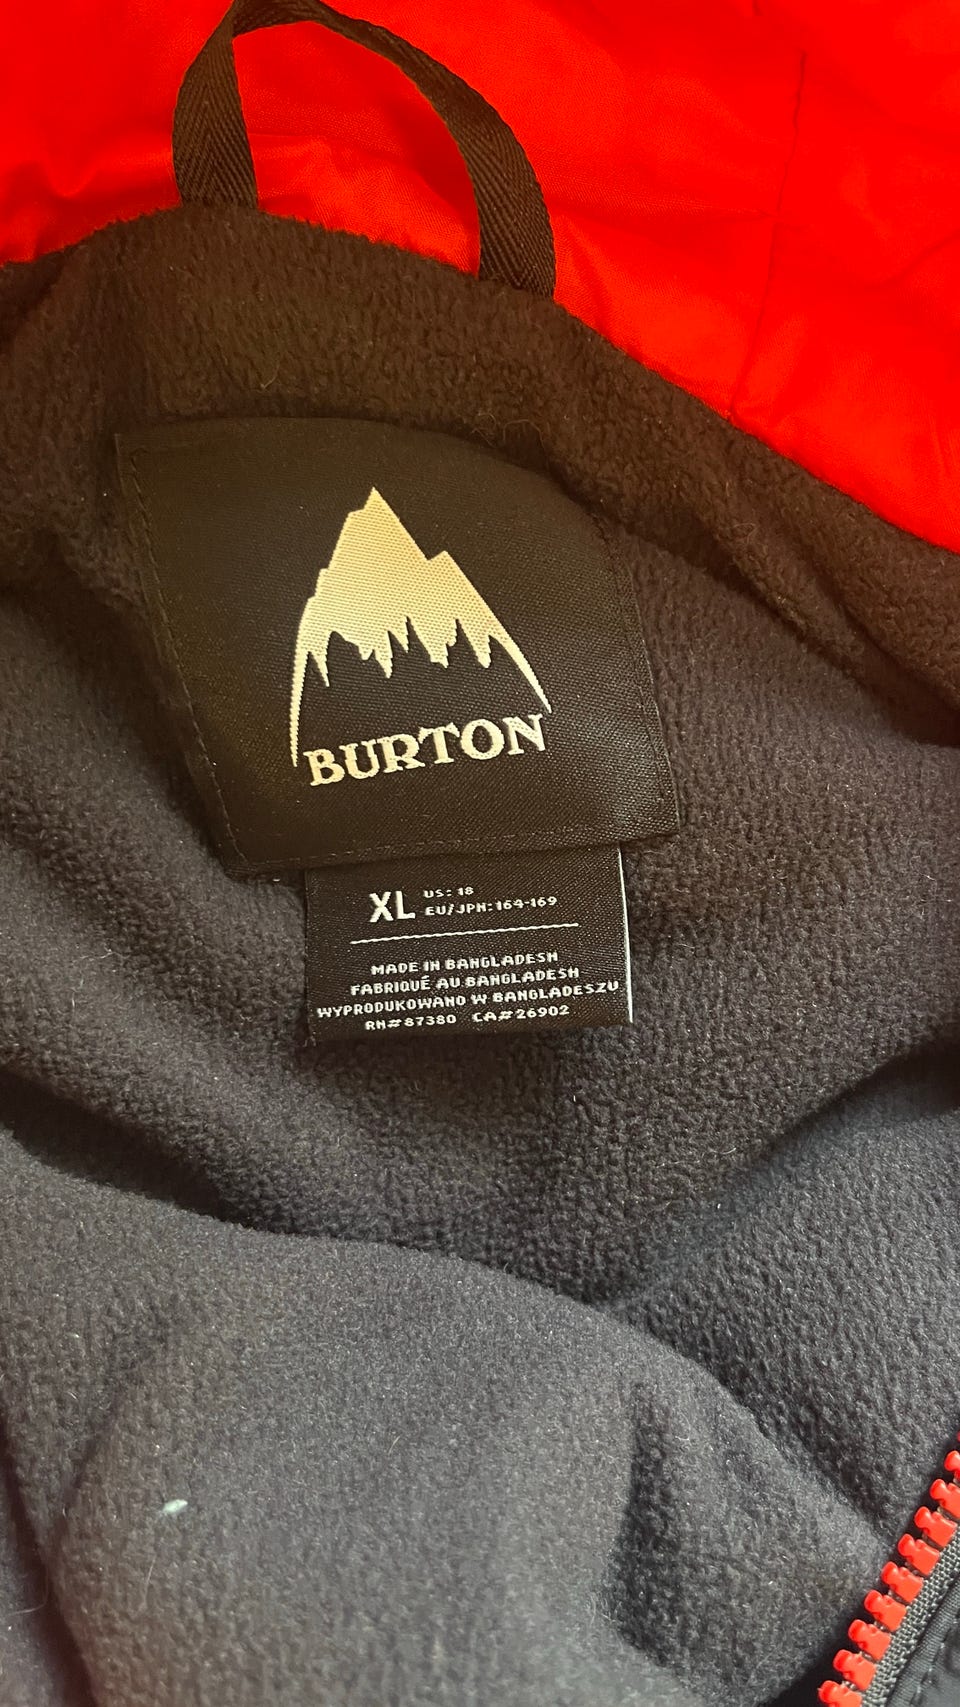 BURTON
XL US: 18
EU/JPN: 164-169
MADE IN BANGLADESH
FABRIQUÉ AU BANGLADESH
WYPRODUKOWANO W BANGLADESZU
RN#87380 CA#26902